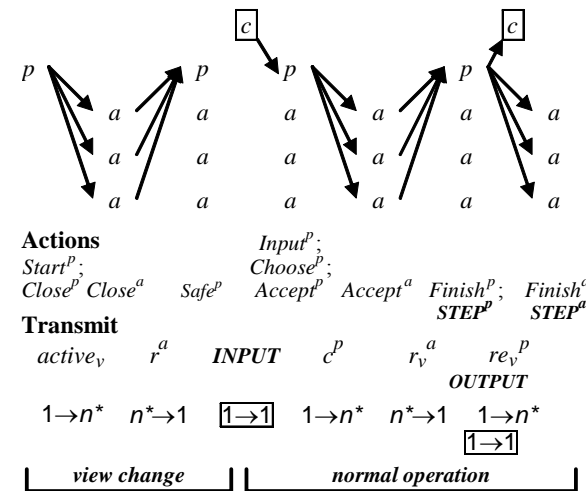 c c
p p p p
a a a a a a
a a a a a a
a a a a a a
Actions Input^p;
Start^p; Choose^p;
Close^p Close^a Safe^p Accept^p Accept^a Finish^p; Finish^a
STEP^p STEP^a
Transmit
active_v r^a INPUT c^p r_v^a re_v^p
OUTPUT
1→n* n*→1 1→1 1→n* n*→1 1→n*
1→1
view change normal operation